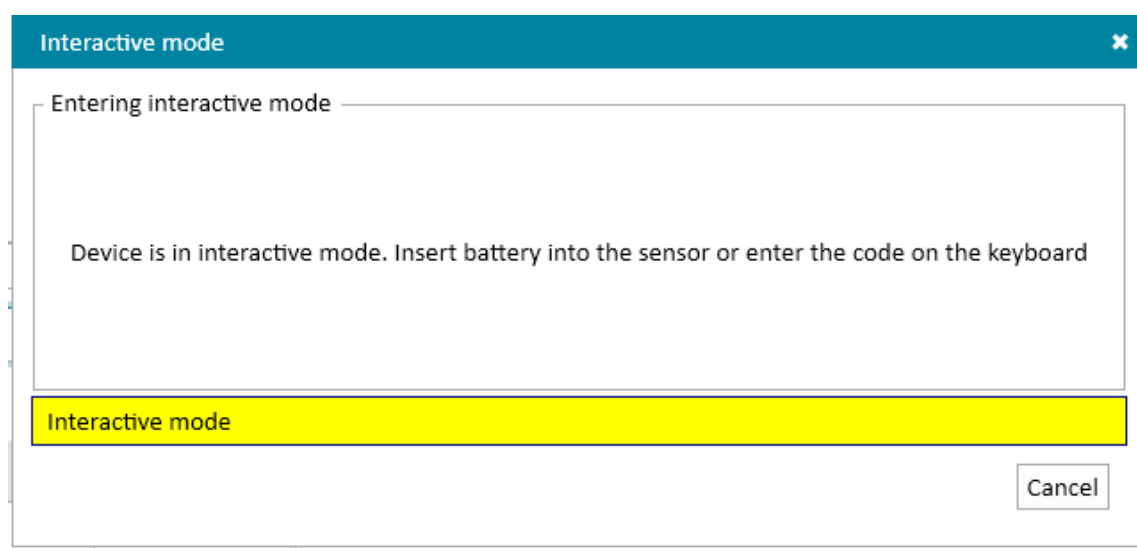 Interactive mode
Entering interactive mode
Device is in interactive mode. Insert battery into the sensor or enter the code on the keyboard
Interactive mode
Cancel